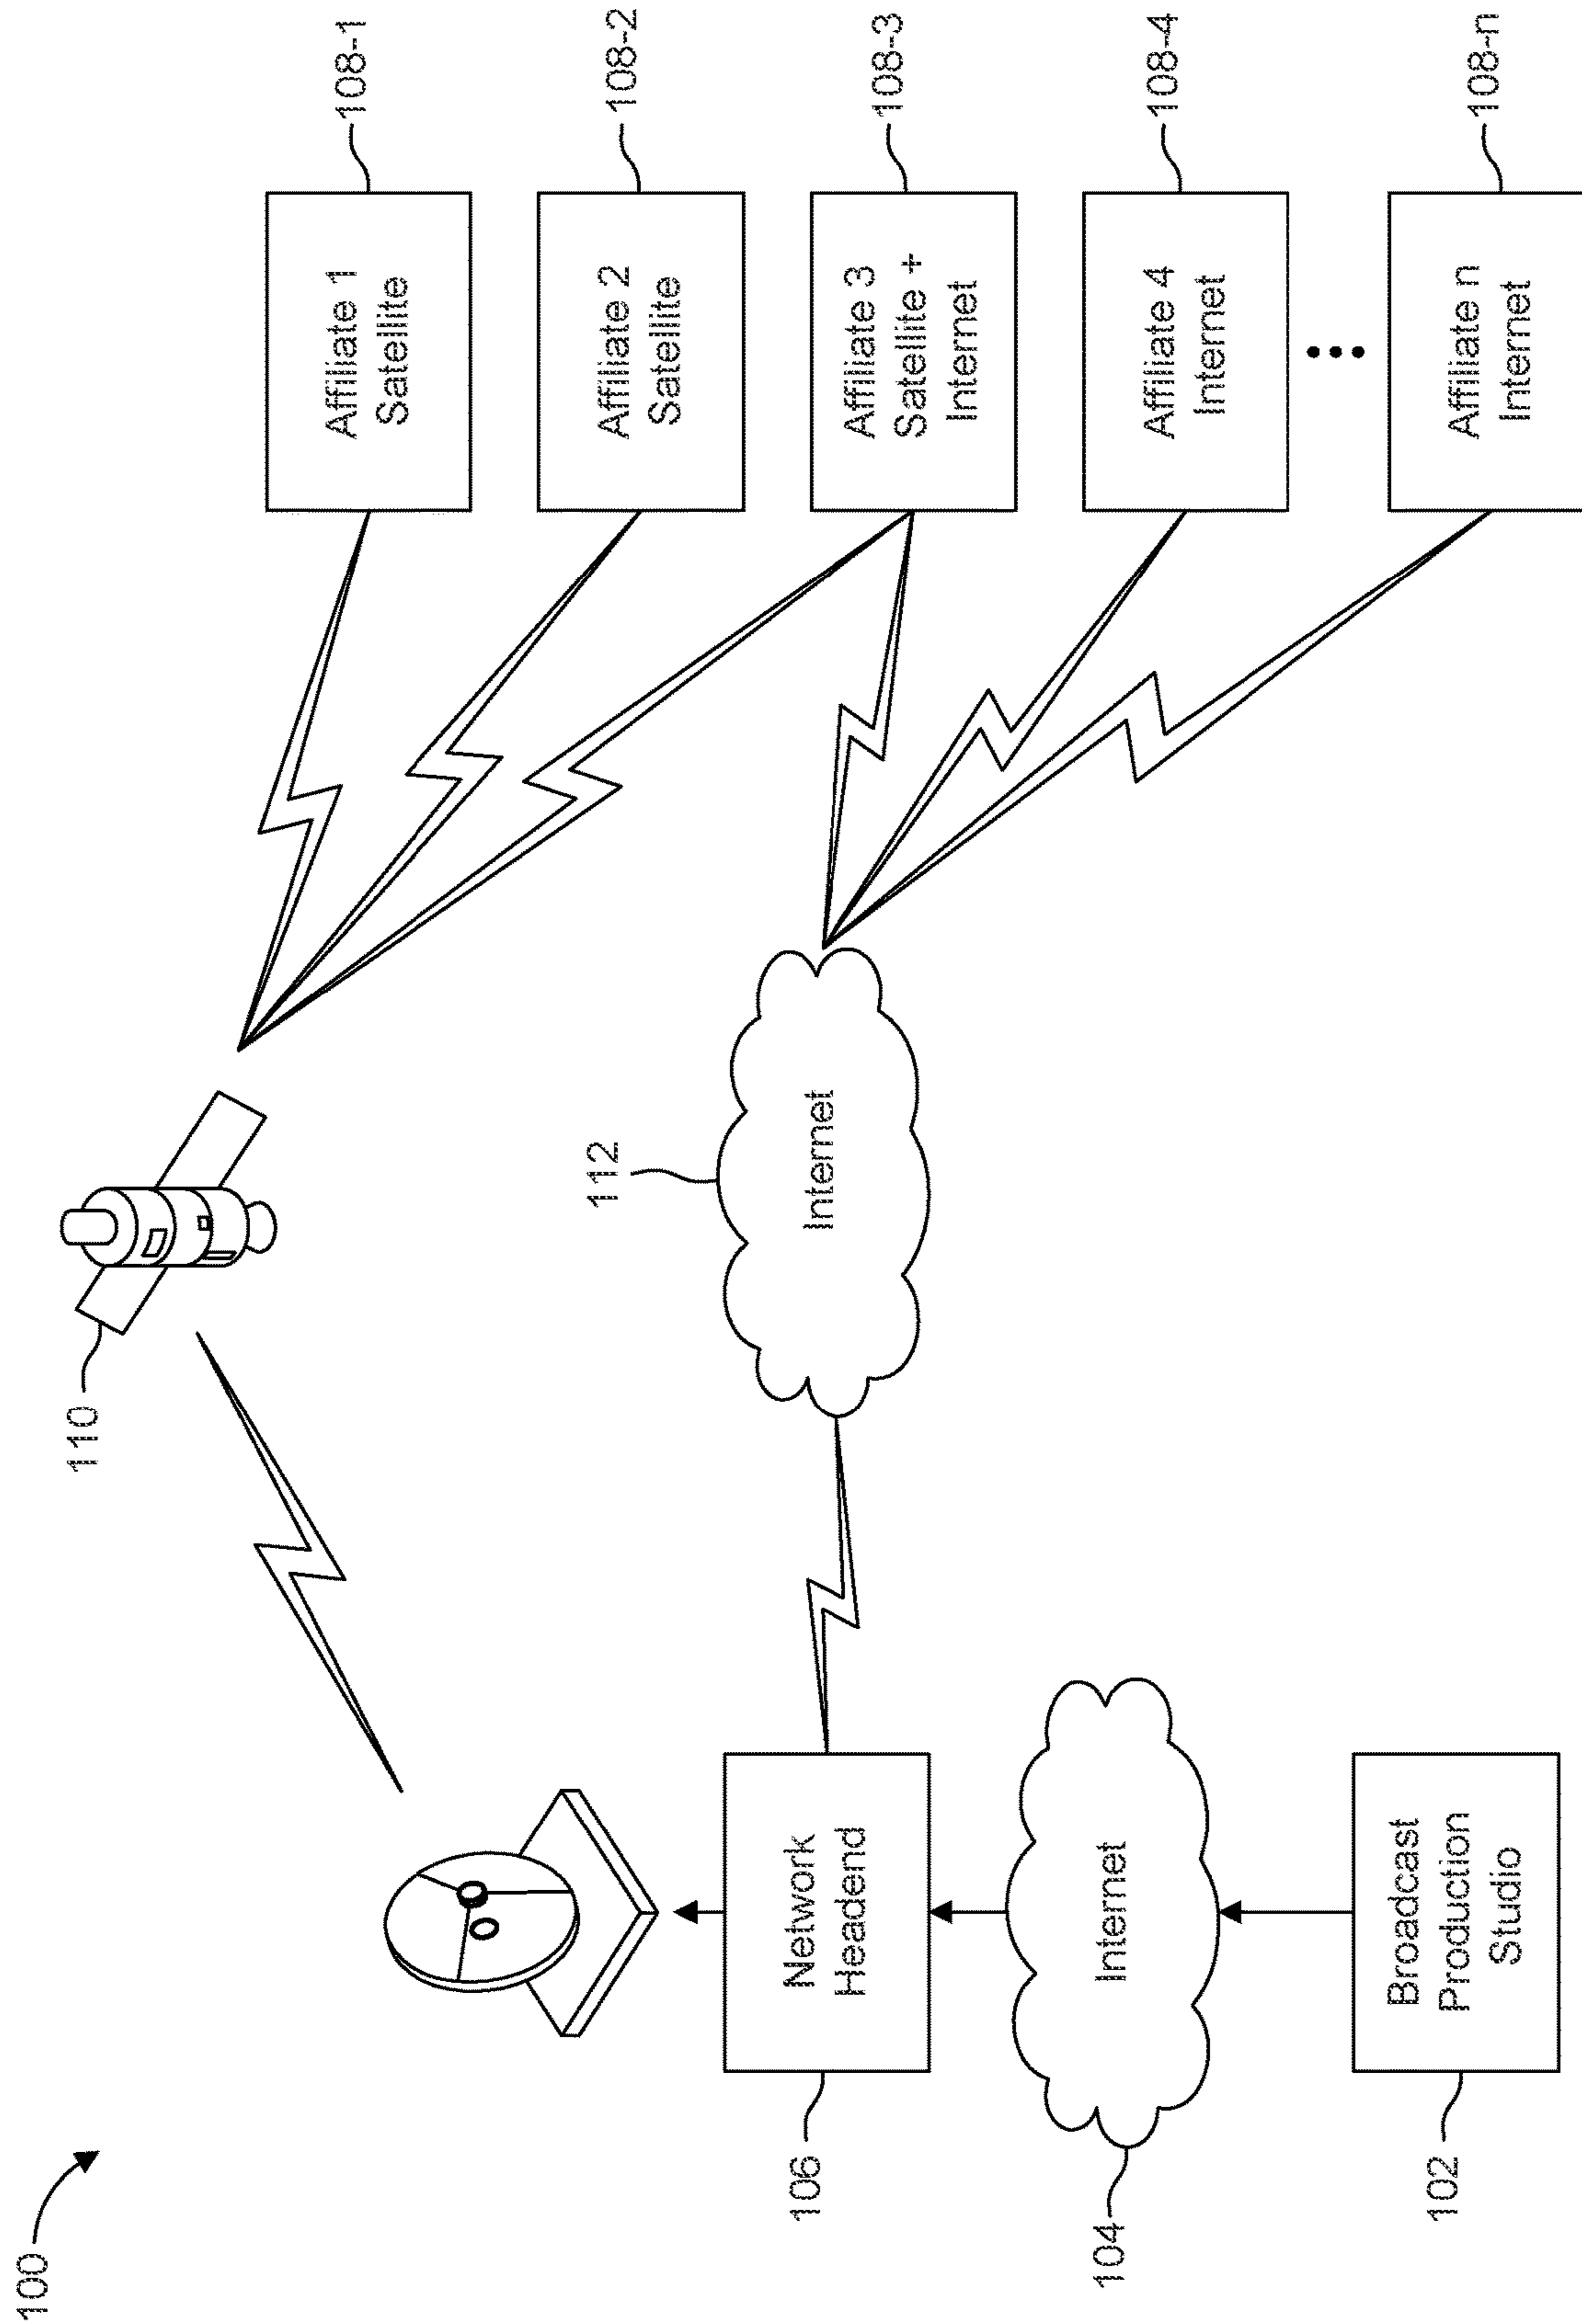 100
110
108-1
Affiliate 1
Satellite
108-2
Affiliate 2
Satellite
112
Internet
108-3
Affiliate 3
Satellite +
Internet
106
Network
Headend
108-4
Affiliate 4
Internet
104
Internet
102
Broadcast
Production
Studio
108-n
Affiliate n
Internet